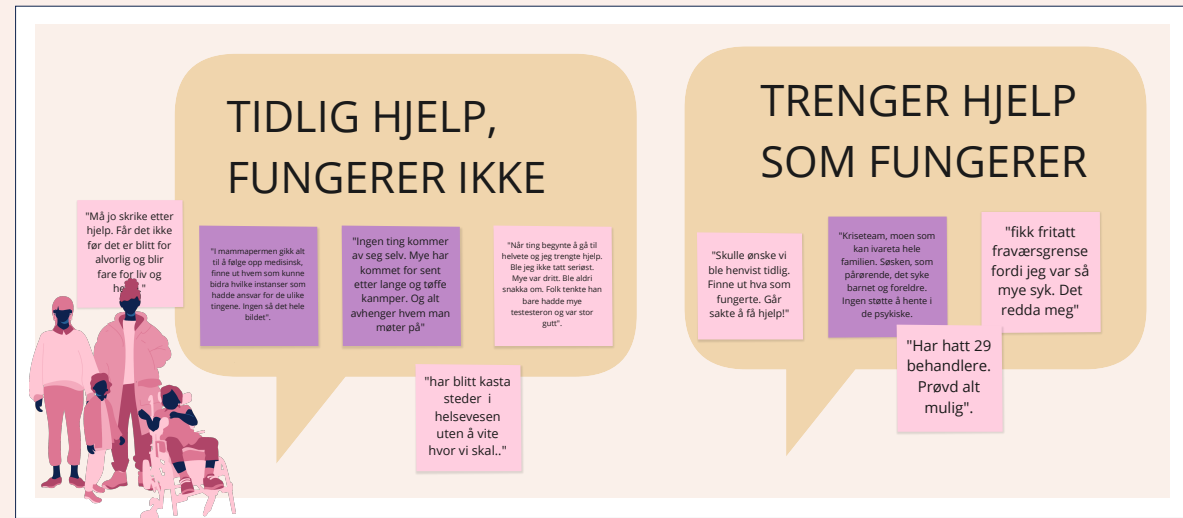 TIDLIG HJELP,
FUNGERER IKKE
"Må jo skrike etter
hjelp. Får det ikke
før det er blitt for
alvorlig og blir
fare for liv og
"I mammapermen gikk alt
til å følge opp medisinsk,
finne ut hvem som kunne
bidra hvilke instanser som
hadde ansvar for de ulike
tingene. Ingen så det hele
bildet".
"Ingen ting kommer
av seg selv. Mye har
kommet for sent
etter lange og tøffe
kanmper. Og alt
avhenger hvem man
møter på"
"Når ting begynte å gå til
helvete og jeg trengte hjelp.
Ble jeg ikke tatt seriøst.
Mye var dritt. Ble aldri
snakka om. Folk tenkte han
bare hadde mye
testesteron og var stor
gutt".
"har blitt kasta
steder i
helsevesen
uten å vite
hvor vi skal.."
TRENGER HJELP
SOM FUNGERER
"Skulle ønske vi
ble henvist tidlig.
Finne ut hva som
fungerte. Går
sakte å få hjelp!"
"Kriseteam, moen som
kan ivareta hele
familien. Søsken, som
pårørende, det syke
barnet og foreldre.
Ingen støtte å hente i
de psykiske.
"fikk fritatt
fraværsgrense
fordi jeg var så
mye syk. Det
redda meg"
"Har hatt 29
behandlere.
Prøvd alt
mulig".